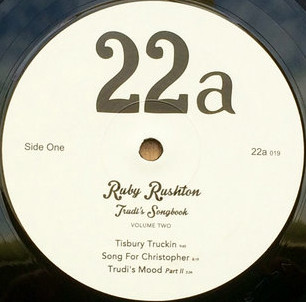 22a
Side One
22a 019
Ruby Rushton
Trudi's Songbook
VOLUME TWO
Tisbury Truckin
Song For Christopher
Trudi's Mood Part II